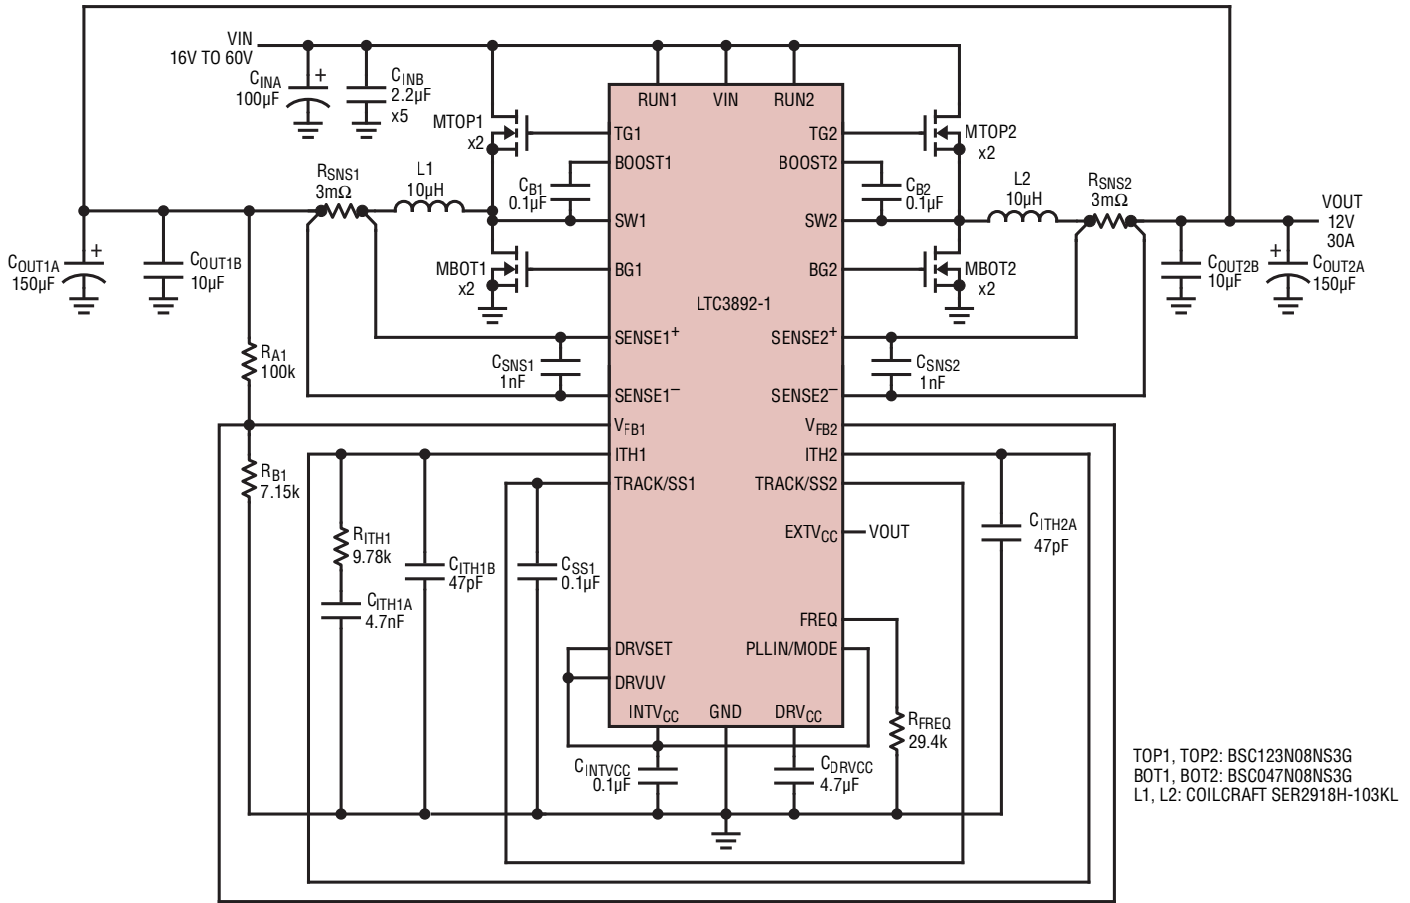 VIN
16V TO 60V
CINA
100µF
+
CINB
2.2µF
x5
MTOP1
x2
RUN1
VIN
RUN2
TG1
TG2
MTOP2
x2
BOOST1
BOOST2
RSNS1
3mΩ
L1
10µH
CB1
0.1µF
CB2
0.1µF
L2
10µH
RSNS2
3mΩ
VOUT
12V
30A
SW1
SW2
COUT1A
150µF
+
COUT1B
10µF
MBOT1
x2
BG1
BG2
MBOT2
x2
COUT2B
10µF
+
COUT2A
150µF
LTC3892-1
SENSE1+
SENSE2+
RA1
100k
CSNS1
1nF
CSNS2
1nF
SENSE1–
SENSE2–
VFB1
VFB2
ITH1
ITH2
RB1
7.15k
TRACK/SS1
TRACK/SS2
RITH1
9.78k
CITH1B
47pF
CSS1
0.1µF
EXTVCC
VOUT
CITH2A
47pF
CITH1A
4.7nF
FREQ
DRVSET
PLLIN/MODE
DRVUV
INTVCC
GND
DRVCC
RFREQ
29.4k
CINTVCC
0.1µF
CDRVCC
4.7µF
TOP1, TOP2: BSC123N08NS3G
BOT1, BOT2: BSC047N08NS3G
L1, L2: COILCRAFT SER2918H-103KL